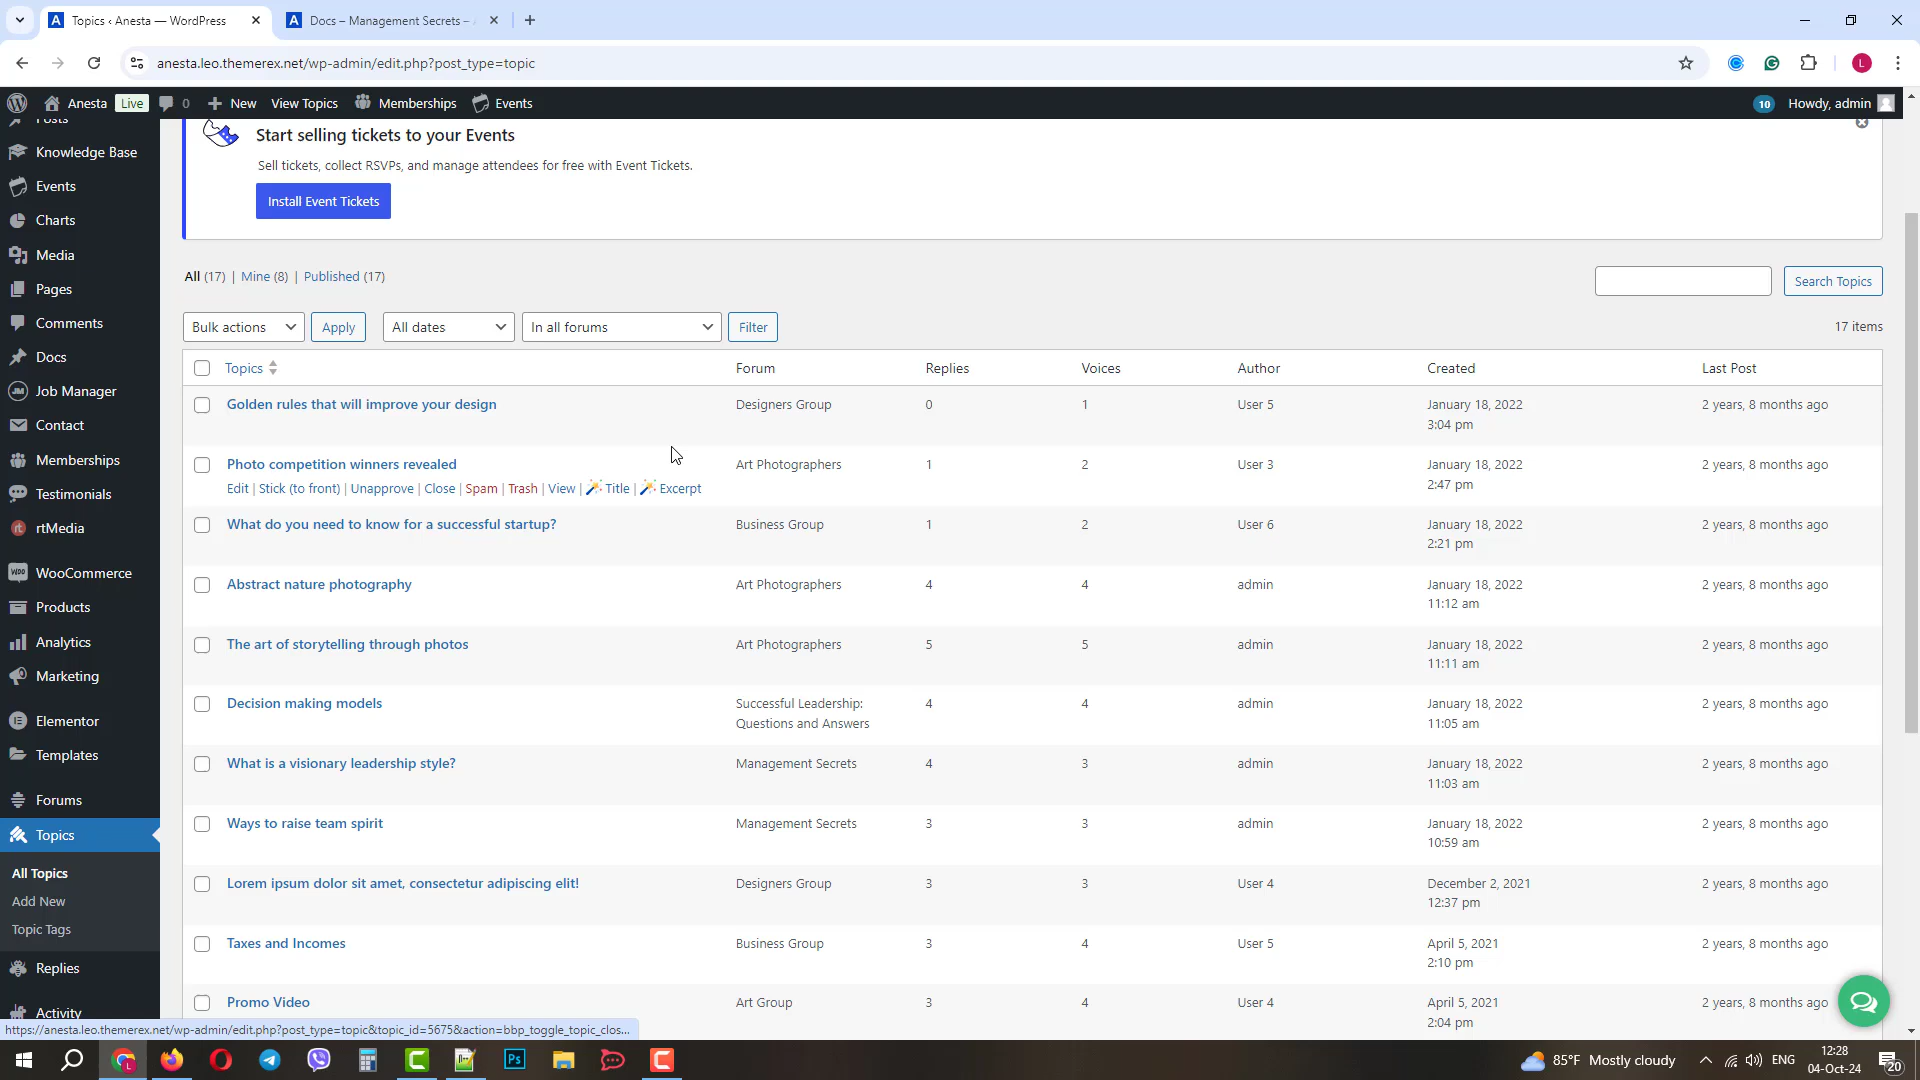 Topics ‹ Anesta — WordPress
Docs – Management Secrets –
anesta.leo.themerex.net/wp-admin/edit.php?post_type=topic
L
Anesta Live 0 New View Topics Memberships Events 10 Howdy, admin
Posts
Knowledge Base
Events
Charts
Media
Pages
Comments
Docs
Job Manager
Contact
Memberships
Testimonials
rtMedia
WooCommerce
Products
Analytics
Marketing
Elementor
Templates
Forums
Topics
All Topics
Add New
Topic Tags
Replies
Activity
Start selling tickets to your Events
Sell tickets, collect RSVPs, and manage attendees for free with Event Tickets.
Install Event Tickets
All (17) | Mine (8) | Published (17)
Search Topics
Bulk actions Apply All dates In all forums Filter 17 items
Topics Forum Replies Voices Author Created Last Post
Golden rules that will improve your design Designers Group 0 1 User 5 January 18, 2022 2 years, 8 months ago
3:04 pm
Photo competition winners revealed Art Photographers 1 2 User 3 January 18, 2022 2 years, 8 months ago
Edit | Stick (to front) | Unapprove | Close | Spam | Trash | View | Title | Excerpt 2:47 pm
What do you need to know for a successful startup? Business Group 1 2 User 6 January 18, 2022 2 years, 8 months ago
2:21 pm
Abstract nature photography Art Photographers 4 4 admin January 18, 2022 2 years, 8 months ago
11:12 am
The art of storytelling through photos Art Photographers 5 5 admin January 18, 2022 2 years, 8 months ago
11:11 am
Decision making models Successful Leadership: 4 4 admin January 18, 2022 2 years, 8 months ago
Questions and Answers 11:05 am
What is a visionary leadership style? Management Secrets 4 3 admin January 18, 2022 2 years, 8 months ago
11:03 am
Ways to raise team spirit Management Secrets 3 3 admin January 18, 2022 2 years, 8 months ago
10:59 am
Lorem ipsum dolor sit amet, consectetur adipiscing elit! Designers Group 3 3 User 4 December 2, 2021 2 years, 8 months ago
12:37 pm
Taxes and Incomes Business Group 3 4 User 5 April 5, 2021 2 years, 8 months ago
2:10 pm
Promo Video Art Group 3 4 User 4 April 5, 2021 2 years, 8 months ago
2:04 pm
https://anesta.leo.themerex.net/wp-admin/edit.php?post_type=topic&topic_id=5675&action=bbp_toggle_topic_clos...
85°F Mostly cloudy ENG 12:28
04-Oct-24 20